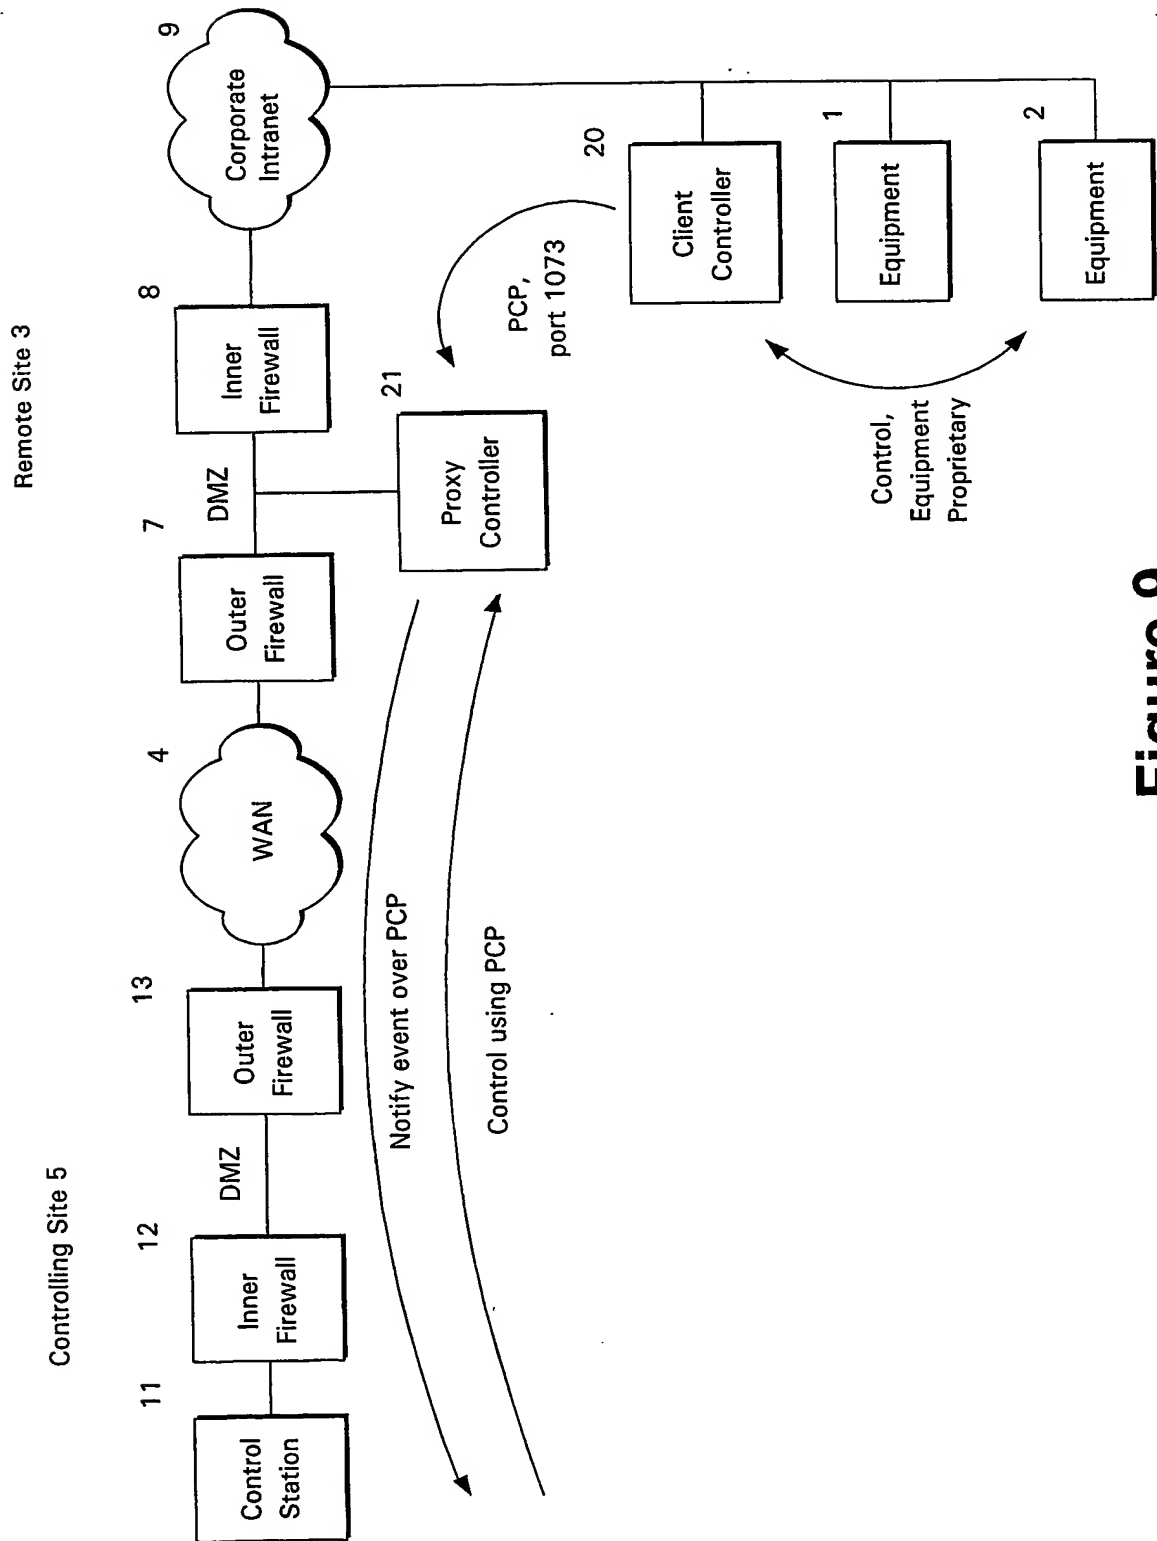 Controlling Site 5
Remote Site 3
11
12
13
4
7
8
9
Control
Station
Inner
Firewall
DMZ
Outer
Firewall
WAN
Outer
Firewall
DMZ
Inner
Firewall
Corporate
Intranet
21
Proxy
Controller
Notify event over PCP
Control using PCP
PCP,
port 1073
20
Client
Controller
1
Equipment
2
Equipment
Control,
Equipment
Proprietary
Figure